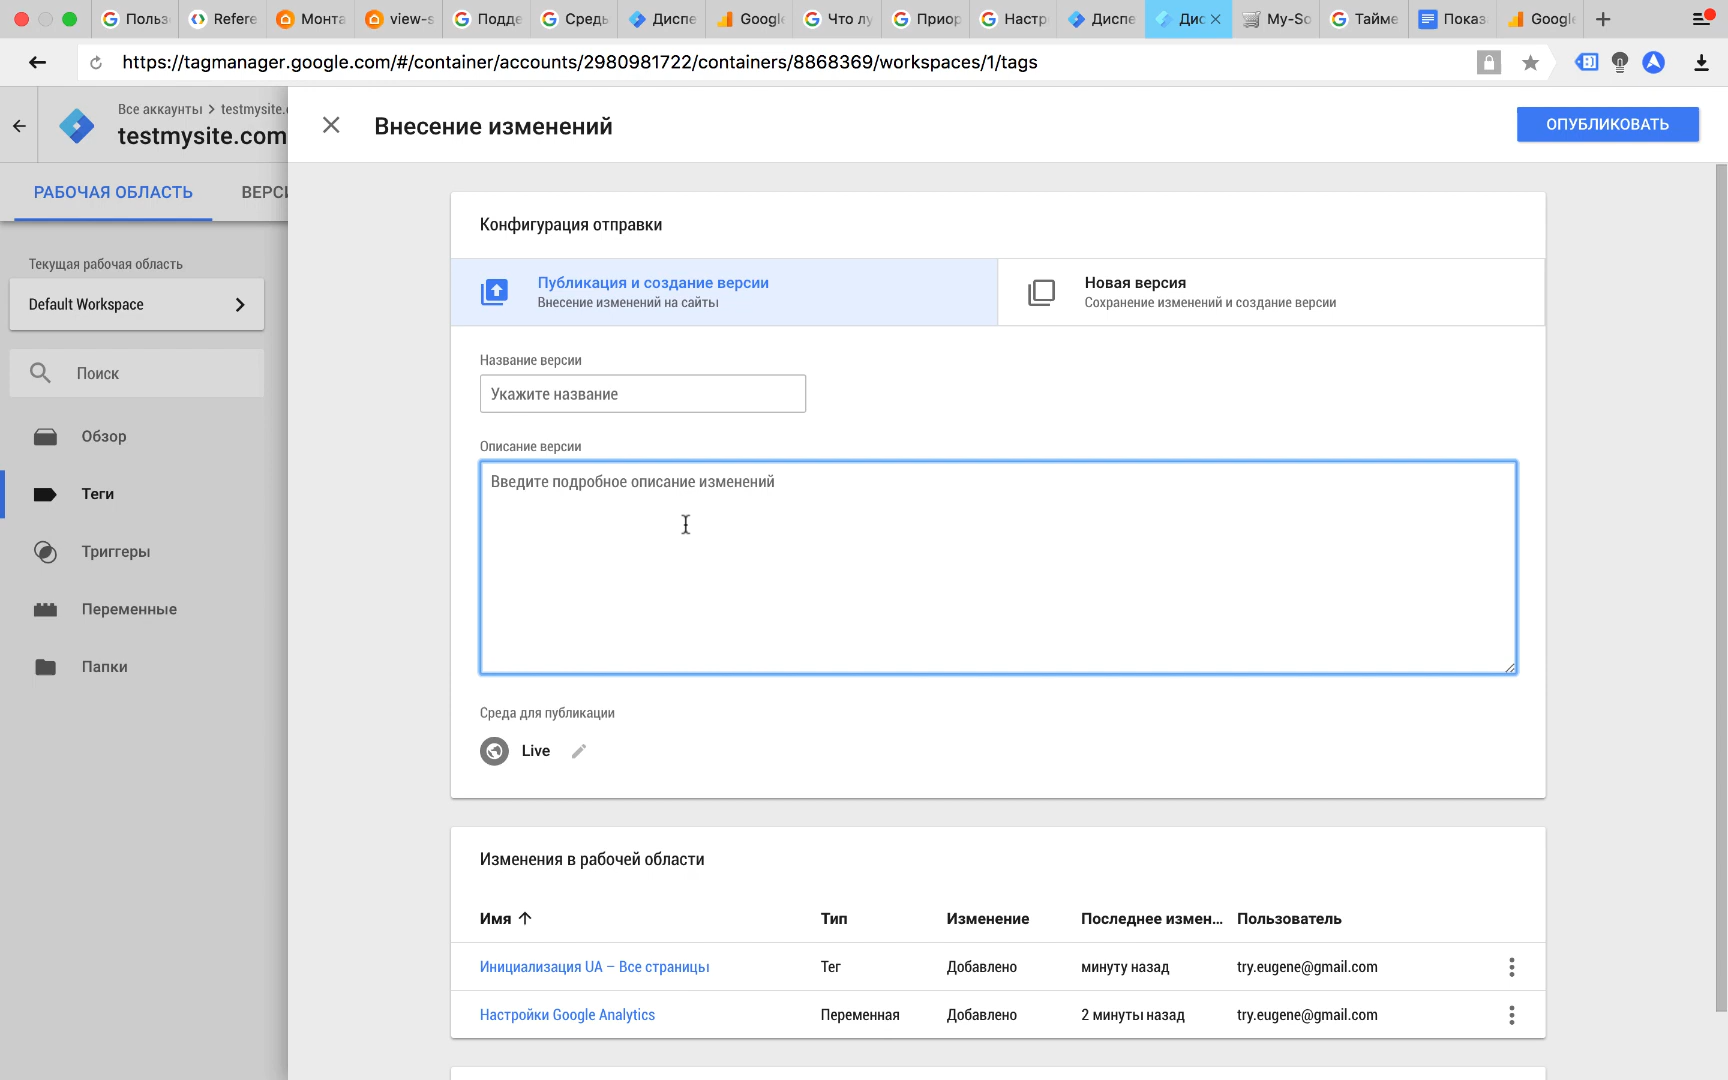 Польз
Refere
Монта
view-s
Подде
Средь
Диспе
Google
Что лу
Приор
Настр
Диспе
Дис
My-So
Тайме
Показ
Google
https://tagmanager.google.com/#/container/accounts/2980981722/containers/8868369/workspaces/1/tags
Все аккаунты > testmysite.
testmysite.com
Внесение изменений
ОПУБЛИКОВАТЬ
РАБОЧАЯ ОБЛАСТЬ
ВЕРСИ
Текущая рабочая область
Default Workspace
Поиск
Обзор
Теги
Триггеры
Переменные
Папки
Конфигурация отправки
Публикация и создание версии
Внесение изменений на сайты
Новая версия
Сохранение изменений и создание версии
Название версии
Укажите название
Описание версии
Введите подробное описание изменений
Среда для публикации
Live
Изменения в рабочей области
Имя Тип Изменение Последнее измен... Пользователь
Инициализация UA – Все страницы Тег Добавлено минуту назад try.eugene@gmail.com
Настройки Google Analytics Переменная Добавлено 2 минуты назад try.eugene@gmail.com